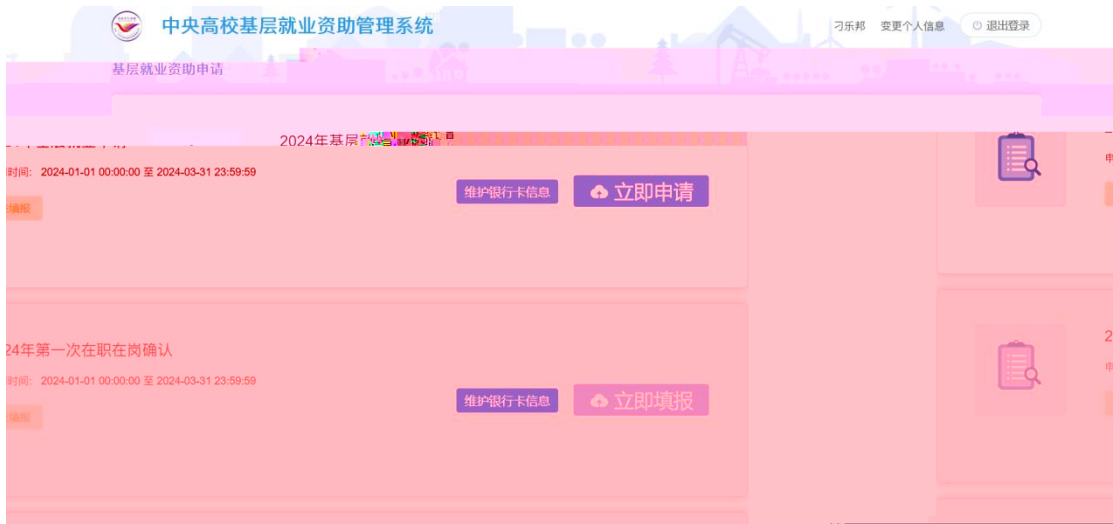 中央高校基层就业资助管理系统
刁乐邦 变更个人信息 退出登录
基层就业资助申请
2024年基层
时间: 2024-01-01 00:00:00 至 2024-03-31 23:59:59
维护银行卡信息 立即申请
填报
申
24年第一次在职在岗确认
2
时间: 2024-01-01 00:00:00 至 2024-03-31 23:59:59
申
维护银行卡信息 立即填报
填报